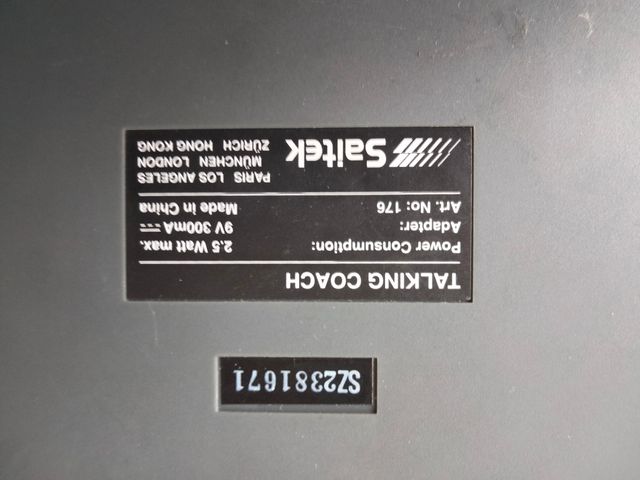 SZ2381671
TALKING COACH
Power Consumption: 2.5 Watt max.
Adapter: 9V 300mA ⎓
Art. No: 176 Made in China
Saitek
PARIS LOS ANGELES
MÜNCHEN LONDON
ZÜRICH HONG KONG